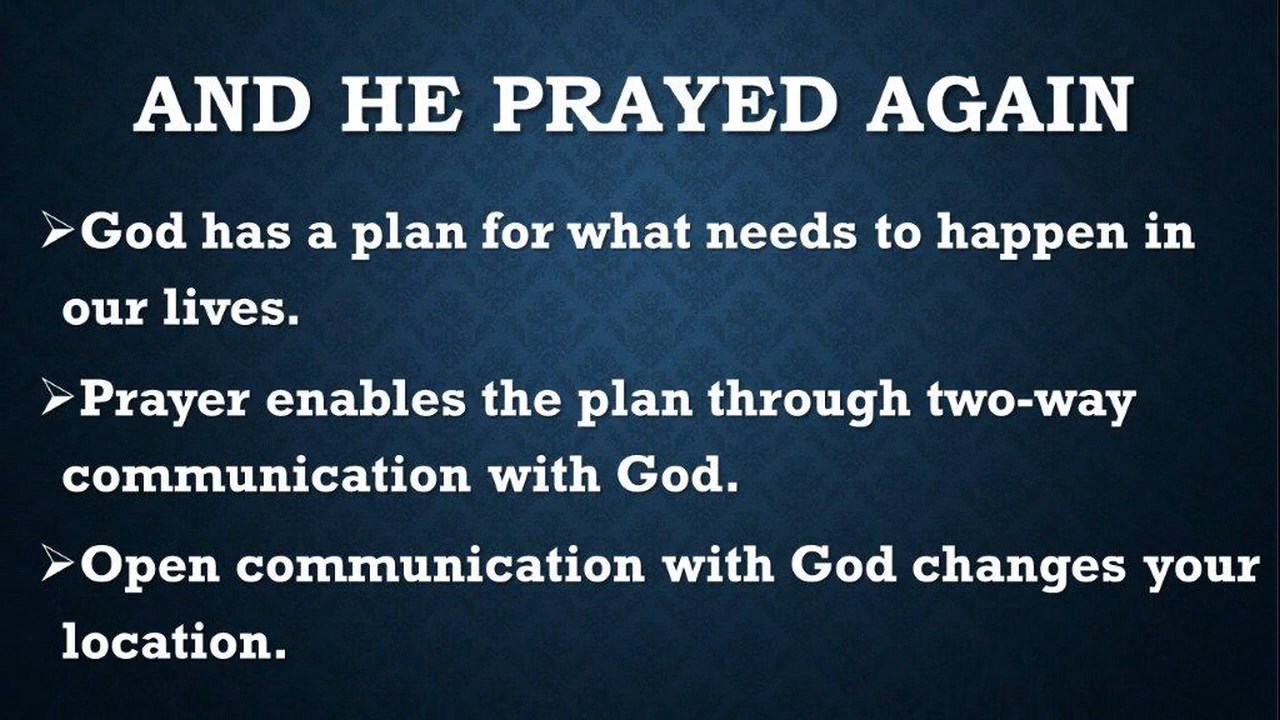 AND HE PRAYED AGAIN
➢God has a plan for what needs to happen in
our lives.
➢Prayer enables the plan through two-way
communication with God.
➢Open communication with God changes your
location.